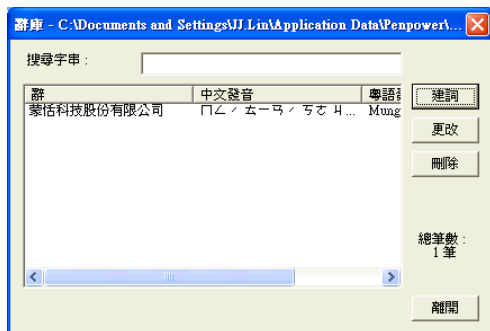 辭庫 - C:\Documents and Settings\JJ.Lin\Application Data\Penpower\...
搜尋字串：
辭 中文發音 粵語
蒙恬科技股份有限公司 ㄇㄥˊ ㄊㄧㄢˊ ㄎㄜ ㄐ... Mung
建詞
更改
刪除
總筆數：
1 筆
離開